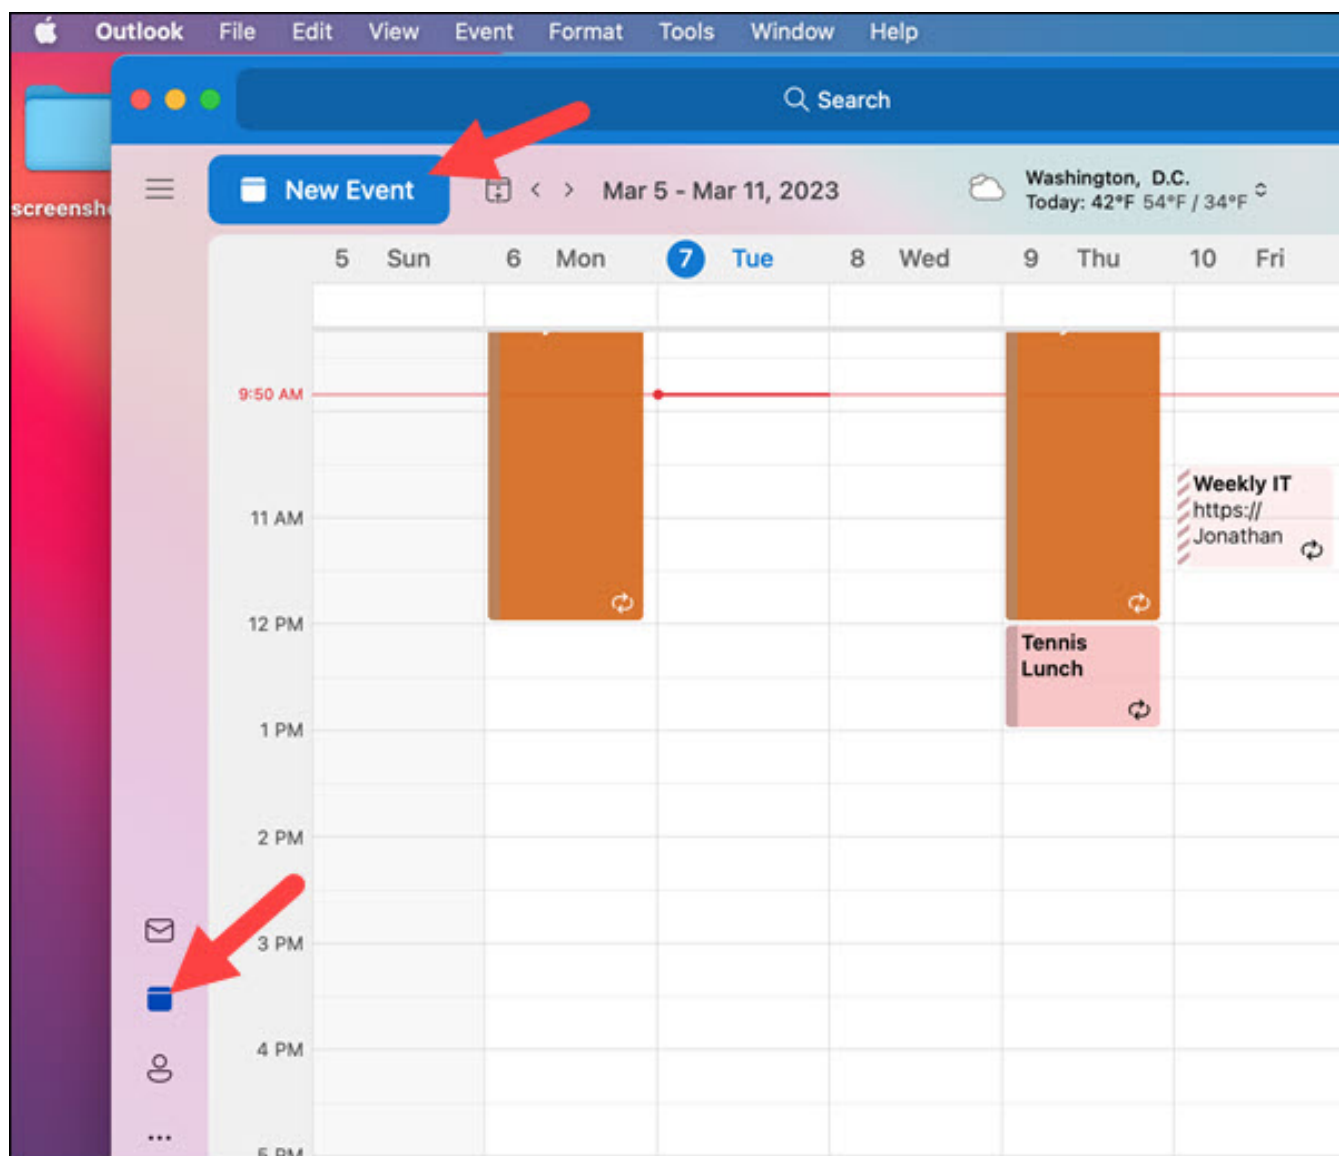 Outlook File Edit View Event Format Tools Window Help
Search
New Event
Mar 5 - Mar 11, 2023
Washington, D.C.
Today: 42°F 54°F / 34°F
5 Sun 6 Mon 7 Tue 8 Wed 9 Thu 10 Fri
9:50 AM
Weekly IT
https://
Jonathan
11 AM
12 PM
Tennis
Lunch
1 PM
2 PM
3 PM
4 PM
5 PM